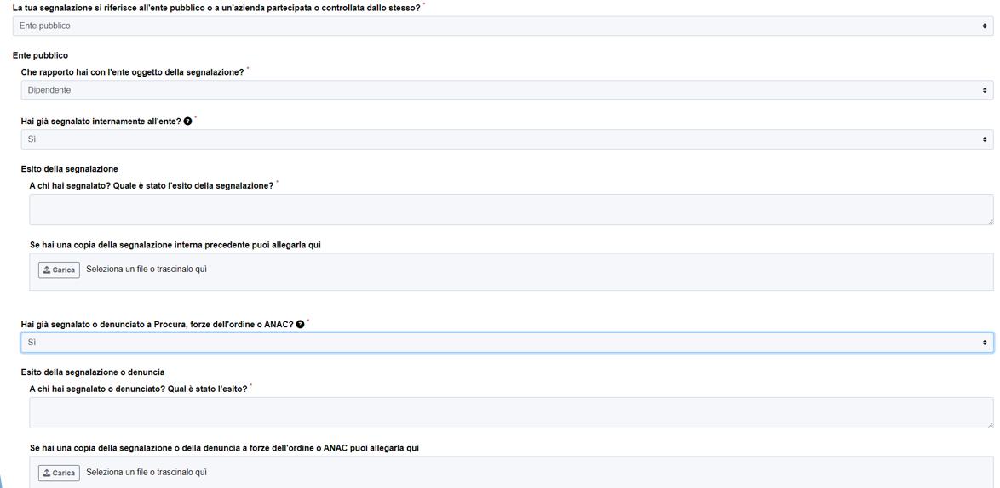 La tua segnalazione si riferisce all'ente pubblico o a un'azienda partecipata o controllata dallo stesso? *
Ente pubblico
Ente pubblico
Che rapporto hai con l'ente oggetto della segnalazione? *
Dipendente
Hai già segnalato internamente all'ente? ? *
Sì
Esito della segnalazione
A chi hai segnalato? Quale è stato l'esito della segnalazione? *
Se hai una copia della segnalazione interna precedente puoi allegarla qui
Carica Seleziona un file o trascinalo quì
Hai già segnalato o denunciato a Procura, forze dell'ordine o ANAC? ? *
Sì
Esito della segnalazione o denuncia
A chi hai segnalato o denunciato? Qual è stato l'esito? *
Se hai una copia della segnalazione o della denuncia a forze dell'ordine o ANAC puoi allegarla qui
Carica Seleziona un file o trascinalo quì